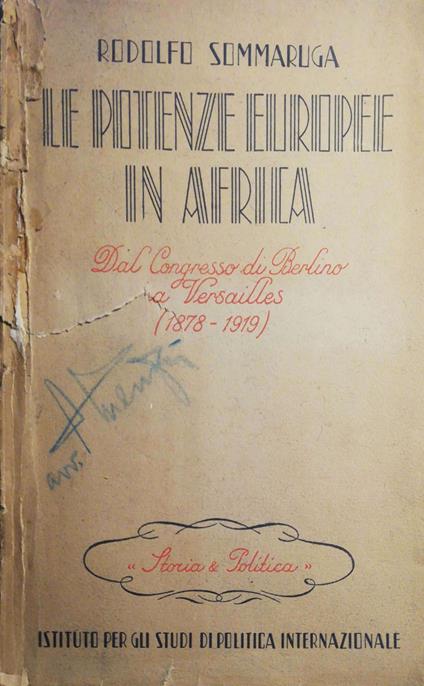 RODOLFO SOMMARUGA
LE POTENZE EUROPEE
IN AFRICA
Dal Congresso di Berlino
a Versailles
(1878 - 1919)
avv.
« Storia & Politica »
ISTITUTO PER GLI STUDI DI POLITICA INTERNAZIONALE